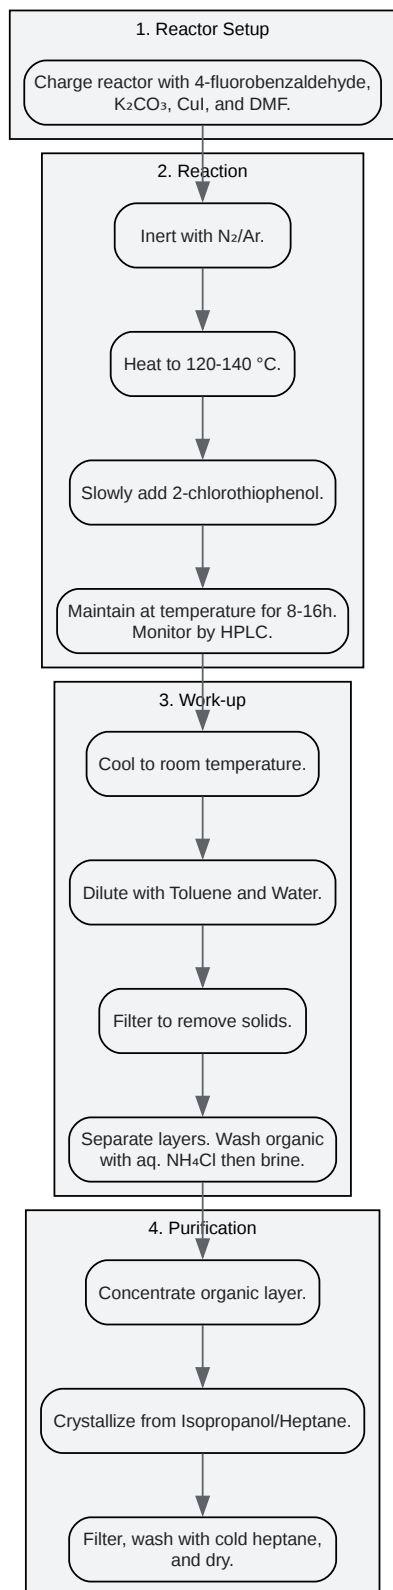 1. Reactor Setup
Charge reactor with 4-fluorobenzaldehyde,
K₂CO₃, CuI, and DMF.
2. Reaction
Inert with N₂/Ar.
Heat to 120-140 °C.
Slowly add 2-chlorothiophenol.
Maintain at temperature for 8-16h.
Monitor by HPLC.
3. Work-up
Cool to room temperature.
Dilute with Toluene and Water.
Filter to remove solids.
Separate layers. Wash organic
with aq. NH₄Cl then brine.
4. Purification
Concentrate organic layer.
Crystallize from Isopropanol/Heptane.
Filter, wash with cold heptane,
and dry.